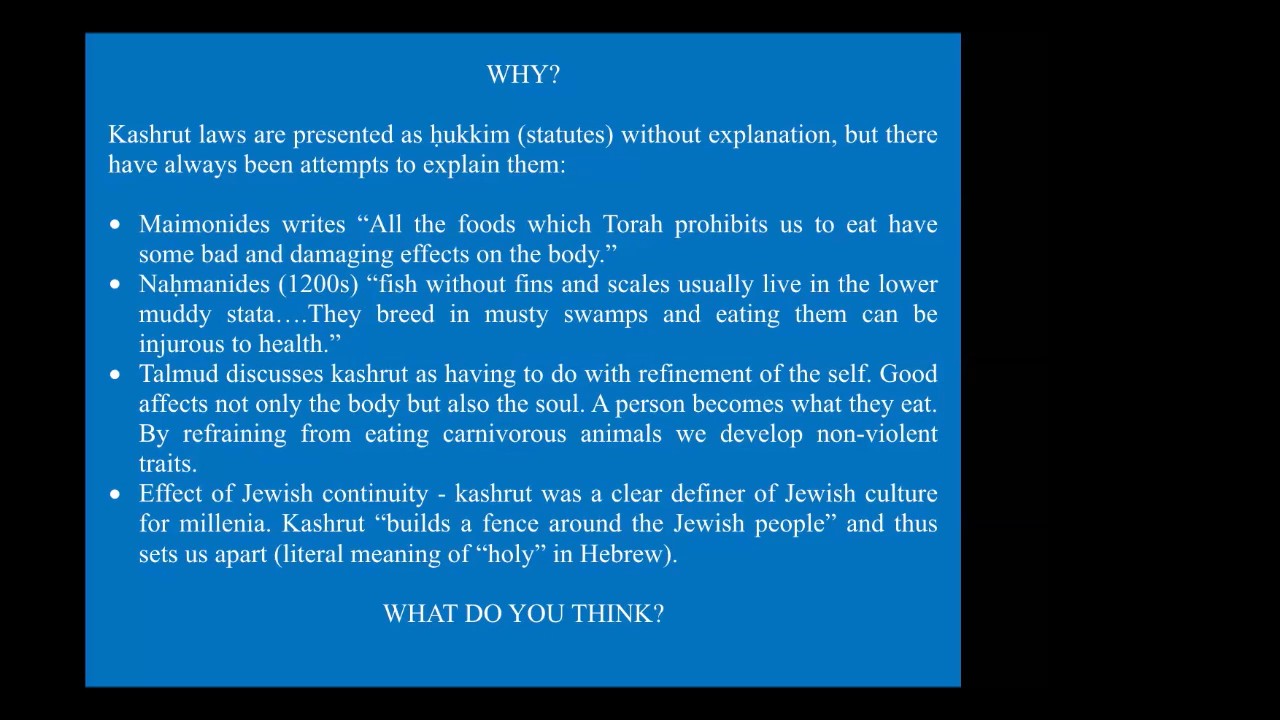 WHY?
Kashrut laws are presented as ḥukkim (statutes) without explanation, but there
have always been attempts to explain them:
• Maimonides writes “All the foods which Torah prohibits us to eat have
some bad and damaging effects on the body.”
• Naḥmanides (1200s) “fish without fins and scales usually live in the lower
muddy stata….They breed in musty swamps and eating them can be
injurious to health.”
• Talmud discusses kashrut as having to do with refinement of the self. Good
affects not only the body but also the soul. A person becomes what they eat.
By refraining from eating carnivorous animals we develop non-violent
traits.
• Effect of Jewish continuity - kashrut was a clear definer of Jewish culture
for millenia. Kashrut “builds a fence around the Jewish people” and thus
sets us apart (literal meaning of “holy” in Hebrew).
WHAT DO YOU THINK?